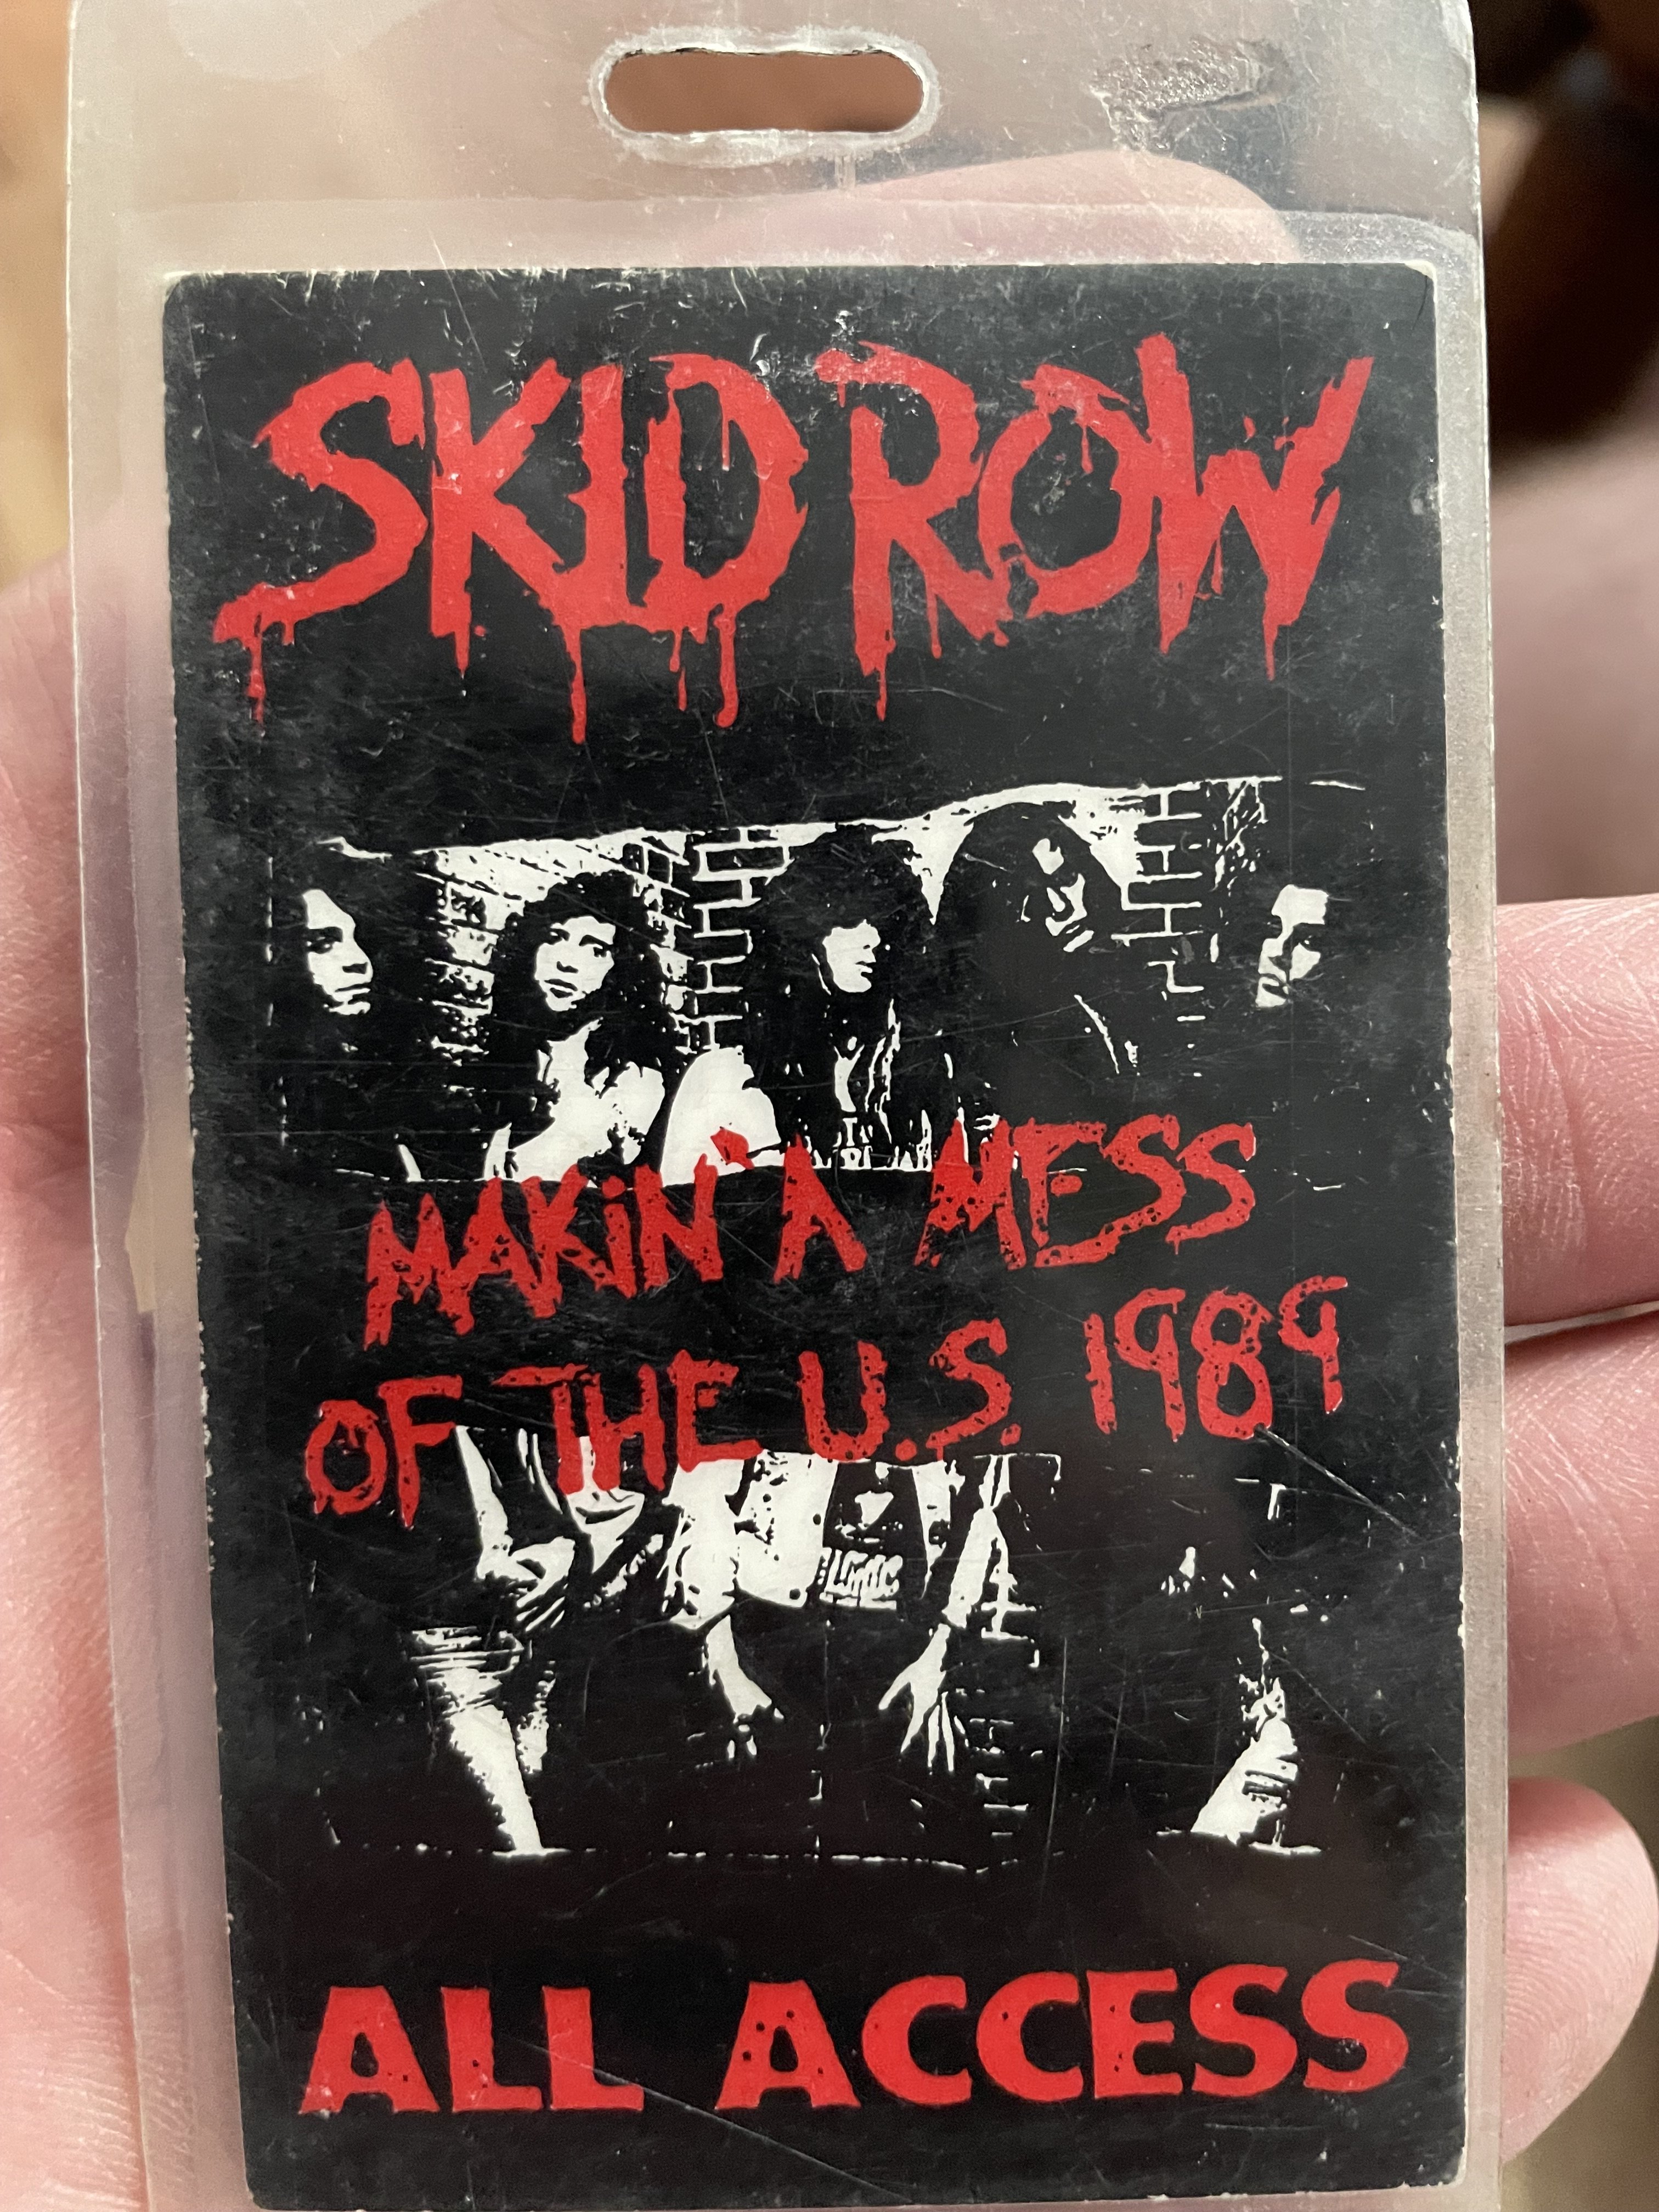 SKID ROW
MAKiN' A MESS
OF THE U.S. 1989
ALL ACCESS